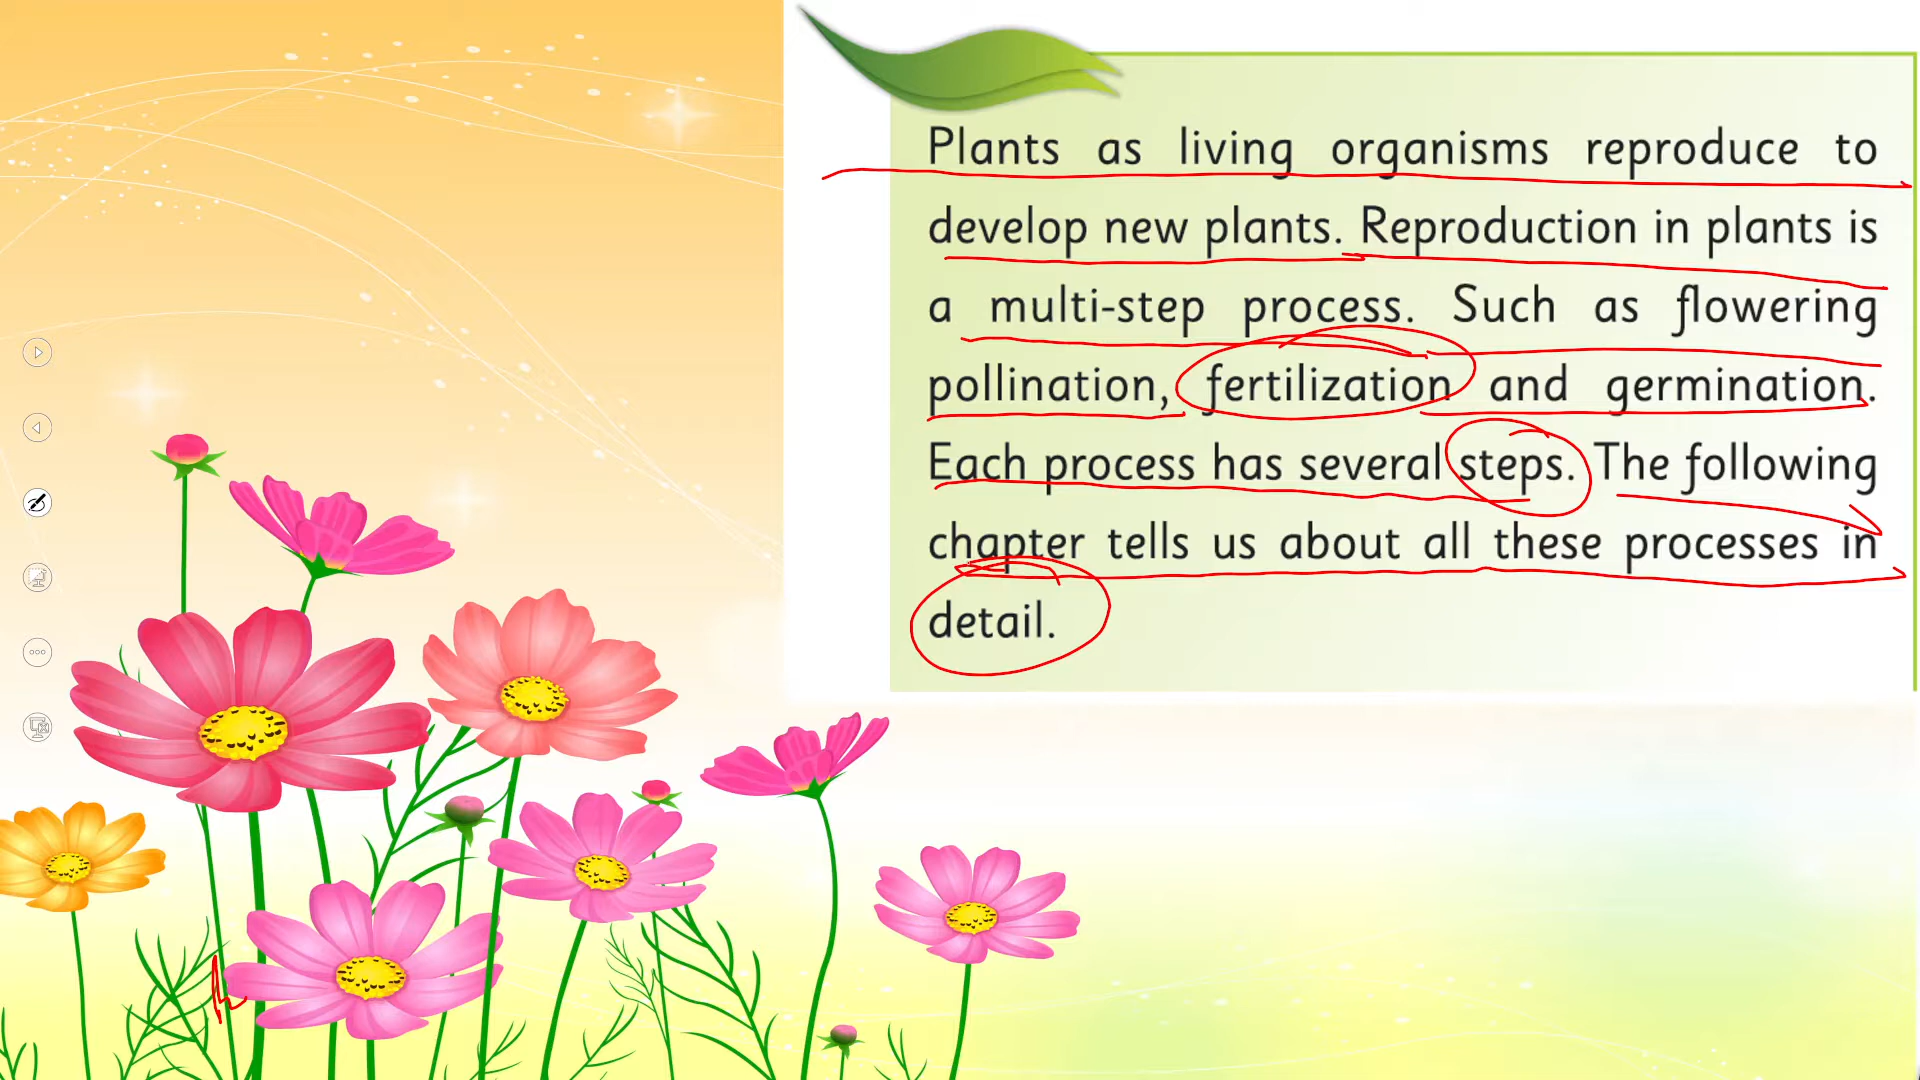 Plants as living organisms reproduce to
develop new plants. Reproduction in plants is
a multi-step process. Such as flowering
pollination, fertilization and germination.
Each process has several steps. The following
chapter tells us about all these processes in
detail.